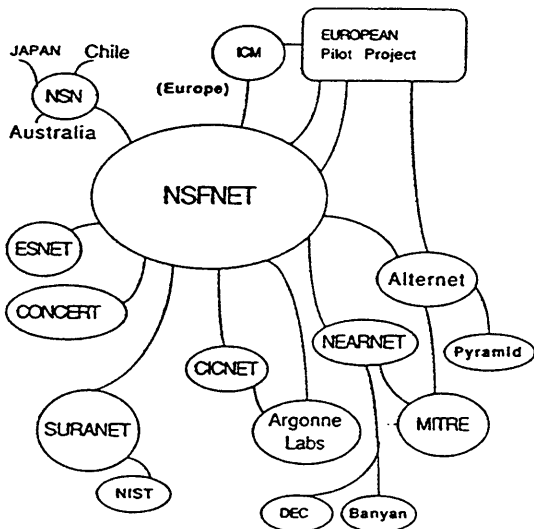 EUROPEAN
Pilot Project
ICM
(Europe)
JAPAN
Chile
NSN
Australia
NSFNET
ESNET
CONCERT
Alternet
NEARNET
Pyramid
CICNET
SURANET
Argonne
Labs
MITRE
NIST
DEC
Banyan